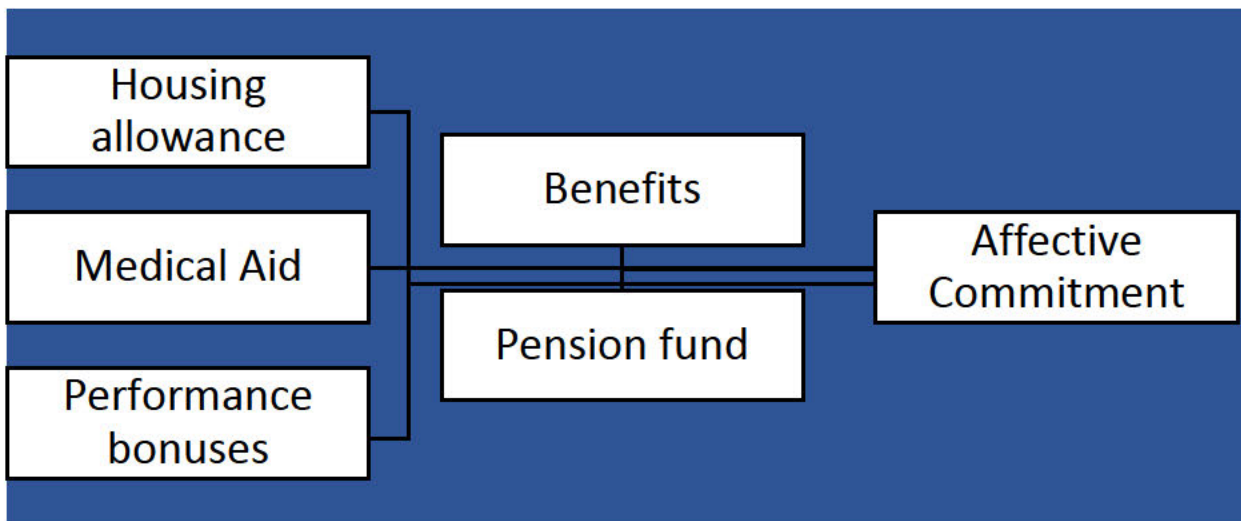 Housing
allowance
Medical Aid
Performance
bonuses
Benefits
Pension fund
Affective
Commitment